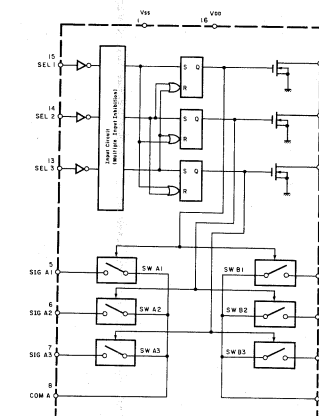 VSS VDD
1 16
15
SEL 1
14
SEL 2
13
SEL 3
Input Circuit
(Multiple Input Inhibition)
S Q
R
S Q
R
S Q
R
5
SIG A1
SW A1
SW B1
6
SIG A2
SW A2
SW B2
7
SIG A3
SW A3
SW B3
8
COM A